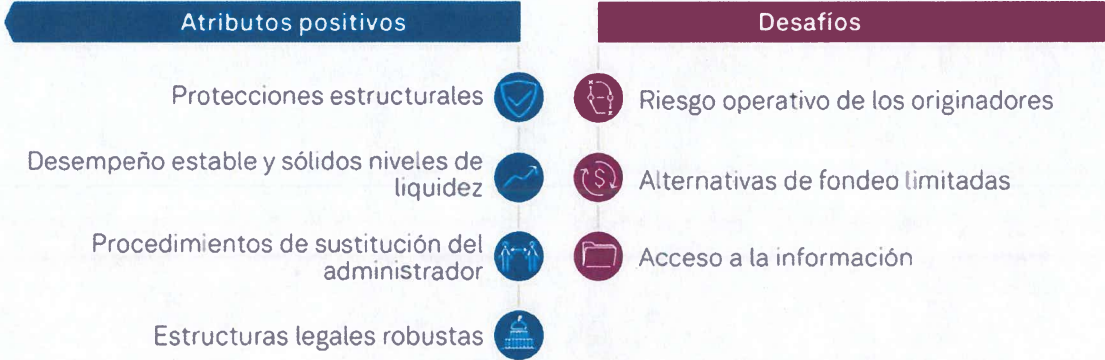 Atributos positivos
Protecciones estructurales
Desempeño estable y sólidos niveles de
liquidez
Procedimientos de sustitución del
administrador
Estructuras legales robustas
Desafíos
Riesgo operativo de los originadores
Alternativas de fondeo limitadas
Acceso a la información